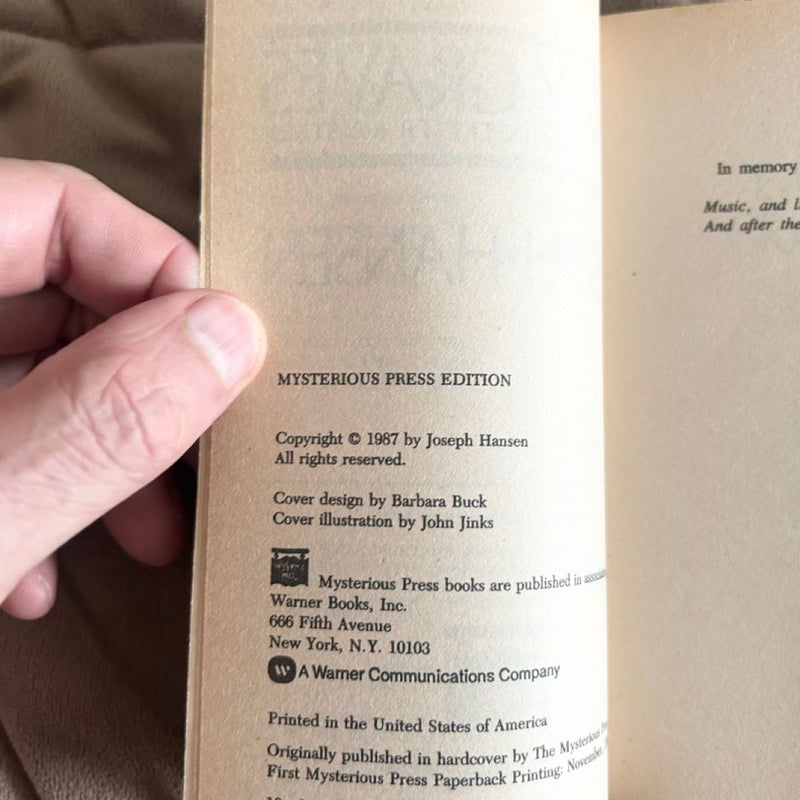 MYSTERIOUS PRESS EDITION
Copyright © 1987 by Joseph Hansen
All rights reserved.
Cover design by Barbara Buck
Cover illustration by John Jinks
Mysterious Press books are published in
Warner Books, Inc.
666 Fifth Avenue
New York, N.Y. 10103
W A Warner Communications Company
Printed in the United States of America
Originally published in hardcover by The Mysterious
First Mysterious Press Paperback Printing: November,
In memory
Music, and
And after the